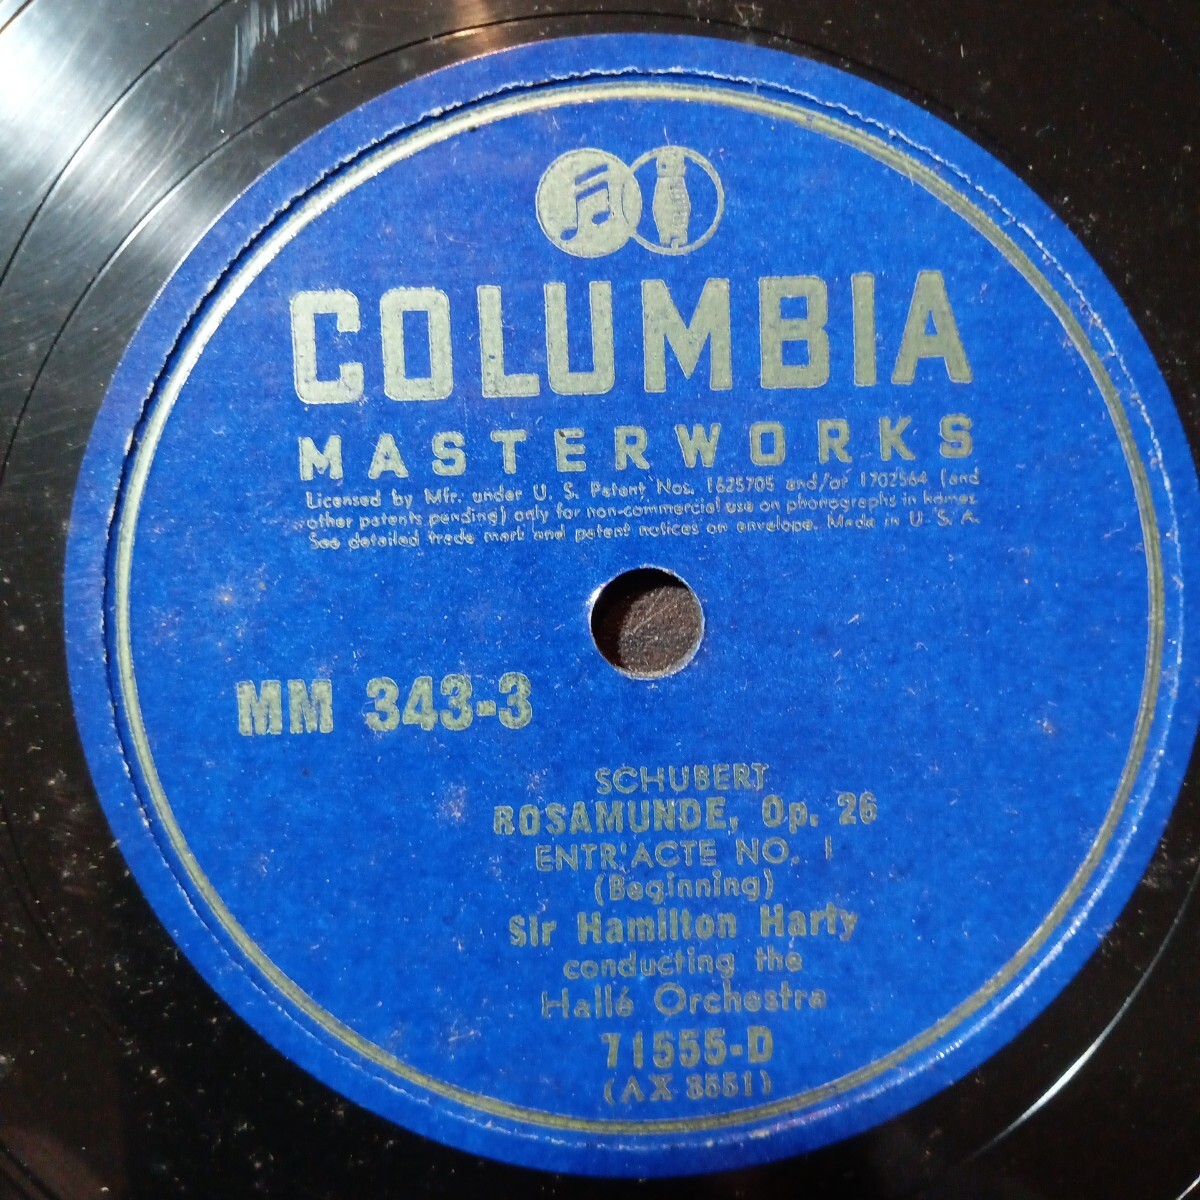 COLUMBIA
MASTERWORKS
Licensed by Mfr. under U. S. Patent Nos. 1625705 and/or 1702564 (and
other patents pending) only for non-commercial use on phonographs in homes
See detailed trade mark and patent notices on envelope. Made in U. S. A.
MM 343-3
SCHUBERT
ROSAMUNDE, Op. 26
ENTR'ACTE NO. 1
(Beginning)
Sir Hamilton Harty
conducting the
Hallé Orchestra
71555-D
(AX 3551)